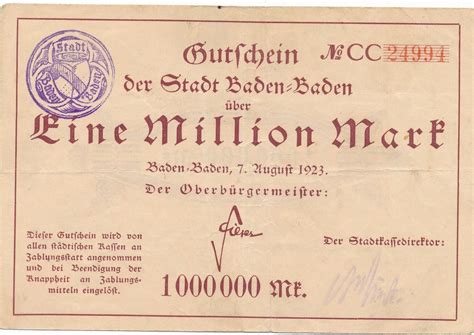 Stadt
Baden Baden
Gutschein № CC 24994
der Stadt Baden-Baden
über
Eine Million Mark
Baden-Baden, 7. August 1923.
Der Oberbürgermeister:
Dieser Gutschein wird von
allen städtischen Kassen an
Zahlungsstatt angenommen
und bei Beendigung der
Knappheit an Zahlungs-
mitteln eingelöst.
Der Stadtkassedirektor:
1000000 Mk.